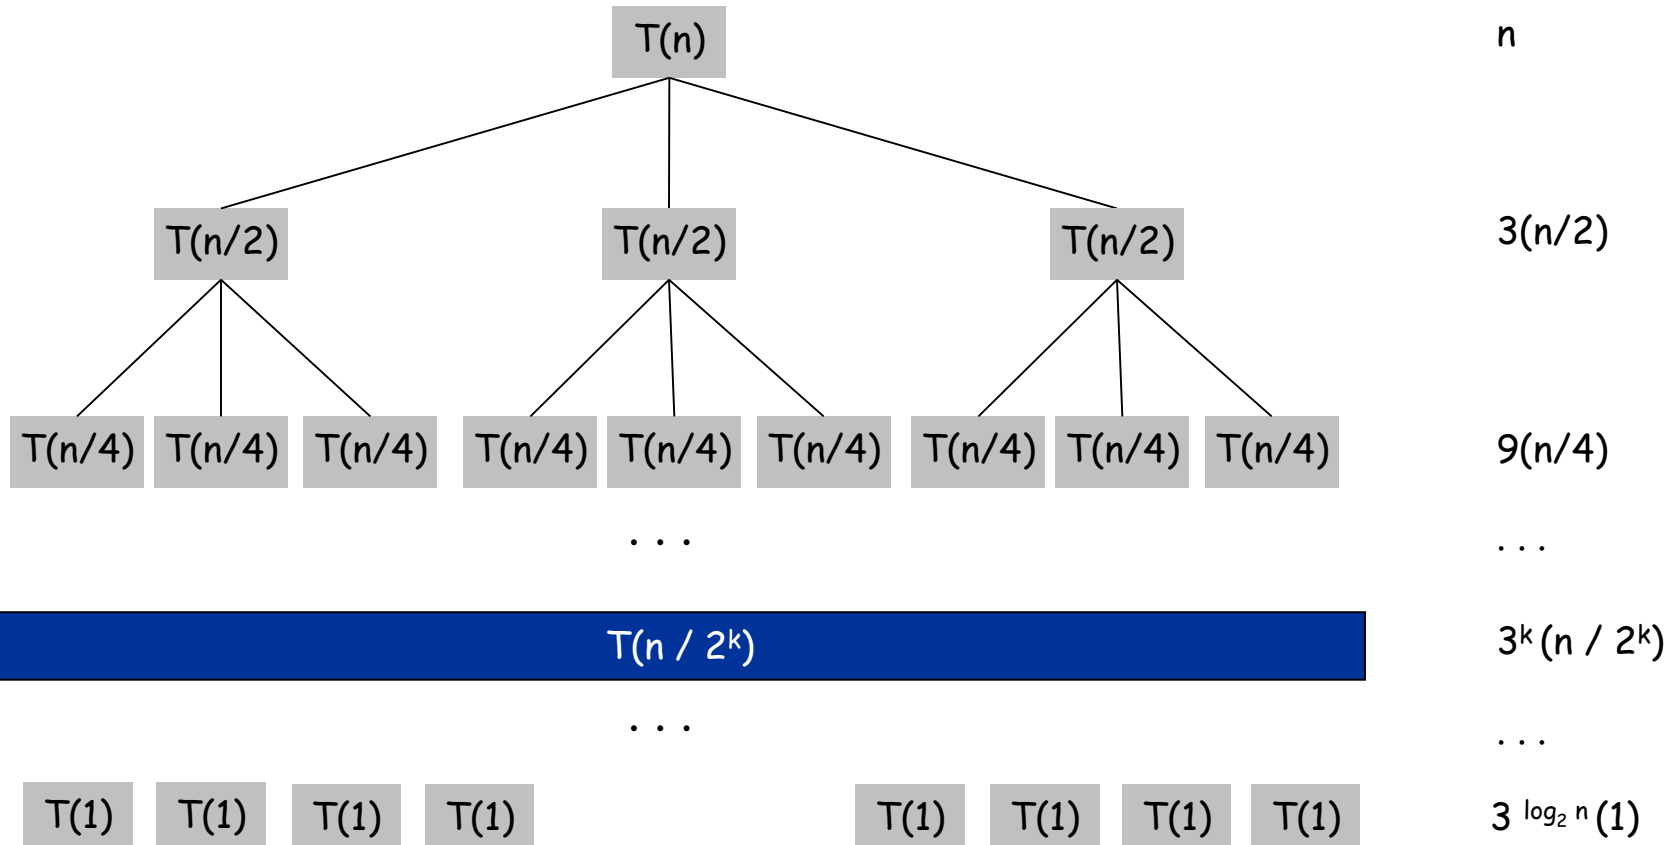 T(n) n
T(n/2) T(n/2) T(n/2) 3(n/2)
T(n/4) T(n/4) T(n/4) T(n/4) T(n/4) T(n/4) T(n/4) T(n/4) T(n/4) 9(n/4)
. . . . . .
T(n / 2ᵏ) 3ᵏ (n / 2ᵏ)
. . . . . .
T(1) T(1) T(1) T(1) T(1) T(1) T(1) T(1) 3 ^(log₂ n) (1)